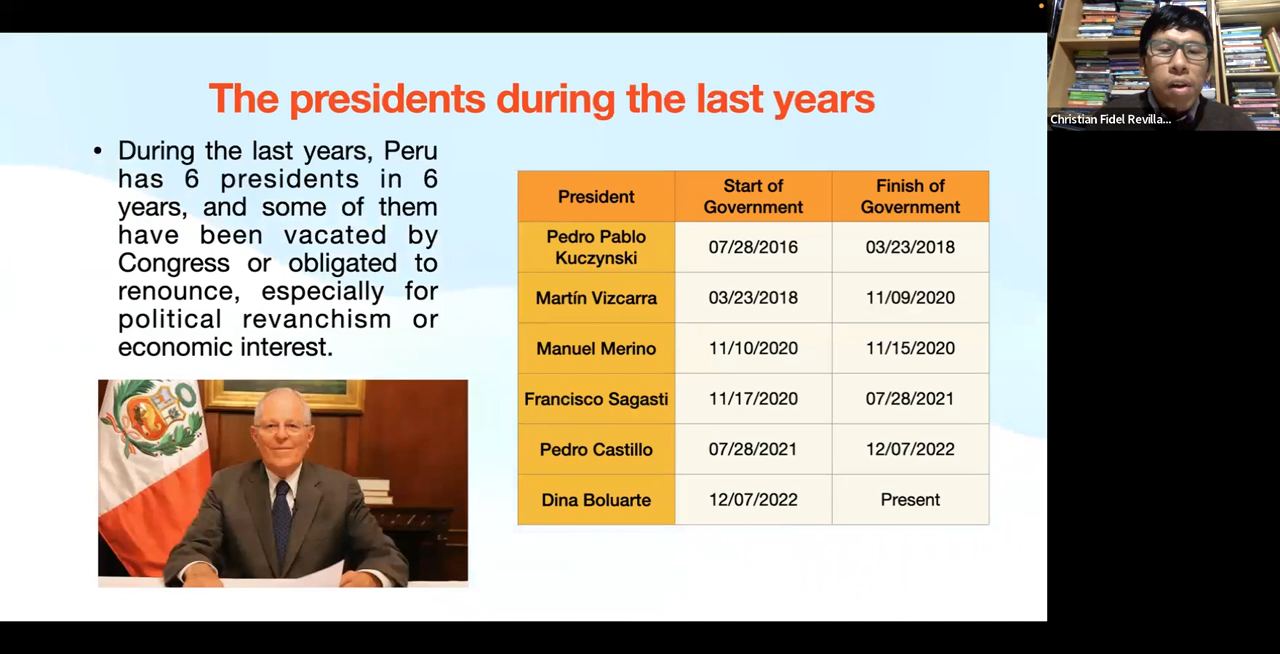 The presidents during the last years
• During the last years, Peru
has 6 presidents in 6
years, and some of them
have been vacated by
Congress or obligated to
renounce, especially for
political revanchism or
economic interest.
President
Start of
Government
Finish of
Government
Pedro Pablo
Kuczynski
07/28/2016
03/23/2018
Martín Vizcarra
03/23/2018
11/09/2020
Manuel Merino
11/10/2020
11/15/2020
Francisco Sagasti
11/17/2020
07/28/2021
Pedro Castillo
07/28/2021
12/07/2022
Dina Boluarte
12/07/2022
Present
Christian Fidel Revilla...